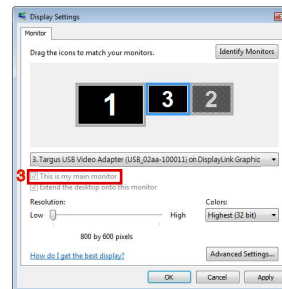 Display Settings
Monitor
Drag the icons to match your monitors.
Identify Monitors
1
3
2
3. Targus USB Video Adapter (USB_02aa-100011) on DisplayLink Graphic
3
This is my main monitor
Extend the desktop onto this monitor
Resolution:
Colors:
Low
High
Highest (32 bit)
800 by 600 pixels
How do I get the best display?
Advanced Settings...
OK
Cancel
Apply